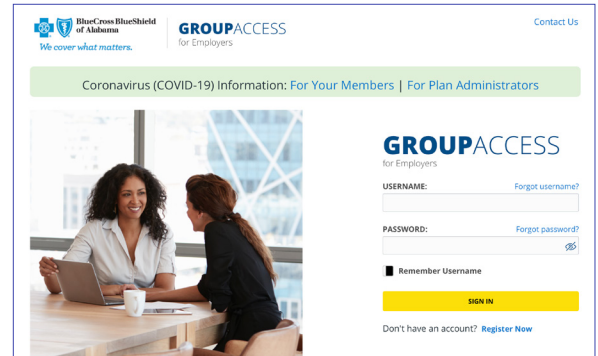 BlueCross BlueShield
of Alabama
We cover what matters.
GROUPACCESS
for Employers
Contact Us
Coronavirus (COVID-19) Information: For Your Members | For Plan Administrators
GROUPACCESS
for Employers
USERNAME: Forgot username?
PASSWORD: Forgot password?
Remember Username
SIGN IN
Don't have an account? Register Now